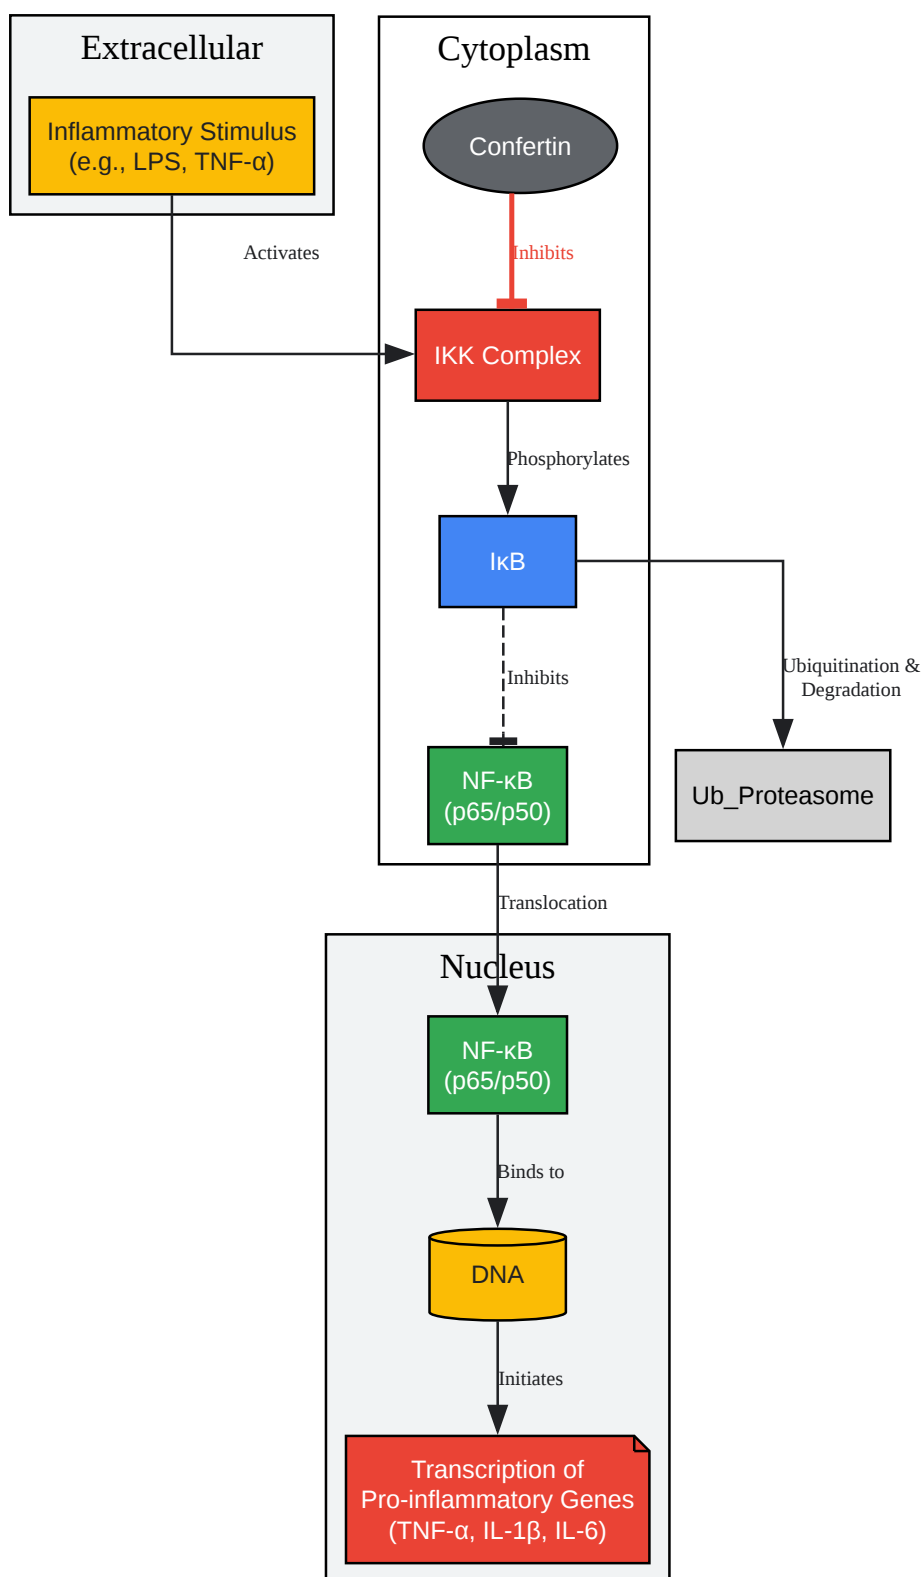 Extracellular
Inflammatory Stimulus
(e.g., LPS, TNF-α)
Activates
Cytoplasm
Confertin
Inhibits
IKK Complex
Phosphorylates
IκB
Inhibits
Ubiquitination &
Degradation
NF-κB
(p65/p50)
Ub_Proteasome
Translocation
Nucleus
NF-κB
(p65/p50)
Binds to
DNA
Initiates
Transcription of
Pro-inflammatory Genes
(TNF-α, IL-1β, IL-6)